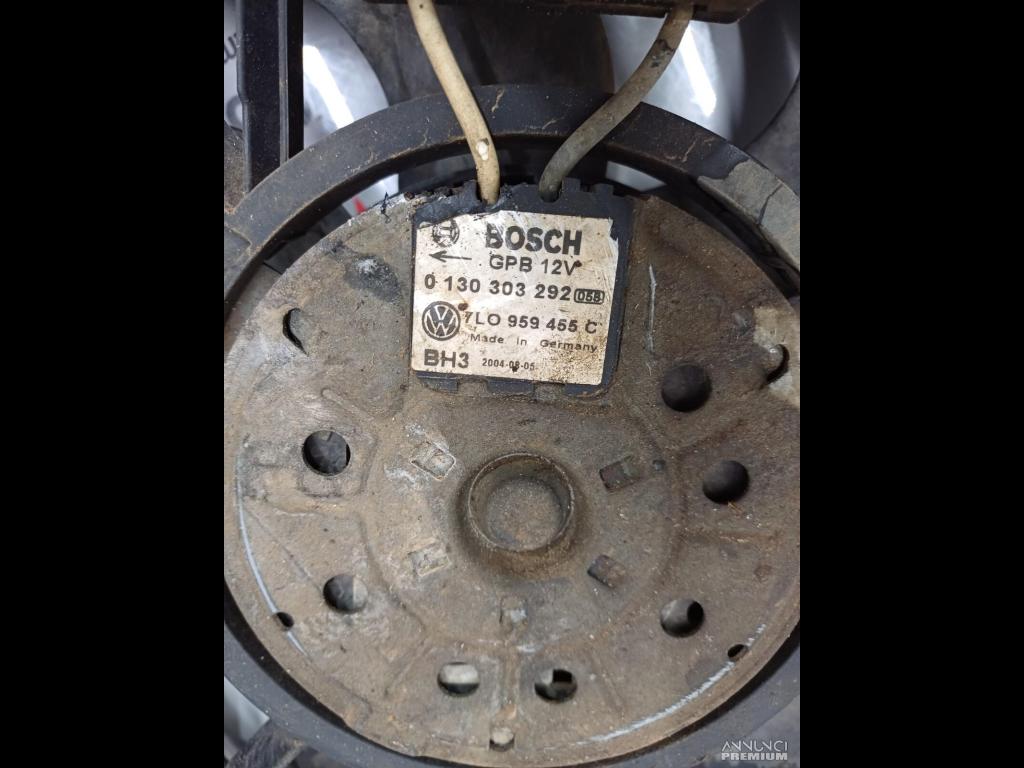 BOSCH
GPB 12V
0 130 303 292 058
7LO 959 455 C
Made in Germany
BH3 2004-08-05
ANNUNCI
PREMIUM